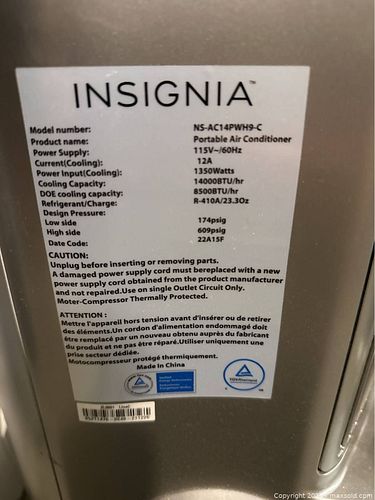 INSIGNIA™
Model number: NS-AC14PWH9-C
Product name: Portable Air Conditioner
Power Supply: 115V~/60Hz
Current(Cooling): 12A
Power Input(Cooling): 1350Watts
Cooling Capacity: 14000BTU/hr
DOE cooling capacity: 8500BTU/hr
Refrigerant/Charge: R-410A/23.3Oz
Design Pressure:
Low side 174psig
High side 609psig
Date Code: 22A15F
CAUTION:
Unplug before inserting or removing parts.
A damaged power supply cord must bereplaced with a new
power supply cord obtained from the product manufacturer
and not repaired.Use on single Outlet Circuit Only.
Moter-Compressor Thermally Protected.
ATTENTION :
Mettre l'appareil hors tension avant d'insérer ou de retirer
des éléments.Un cordon d'alimentation endommagé doit
être remplacé par un nouveau obtenu auprès du fabricant
du produit et ne pas être réparé.Utiliser uniquement une
prise secteur dédiée.
Motocompresseur protégé thermiquement.
Made In China